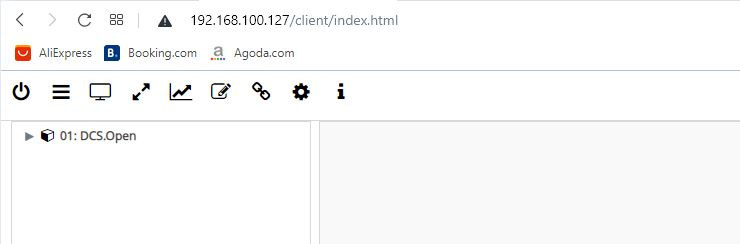 192.168.100.127/client/index.html
AliExpress B. Booking.com a Agoda.com
01: DCS.Open